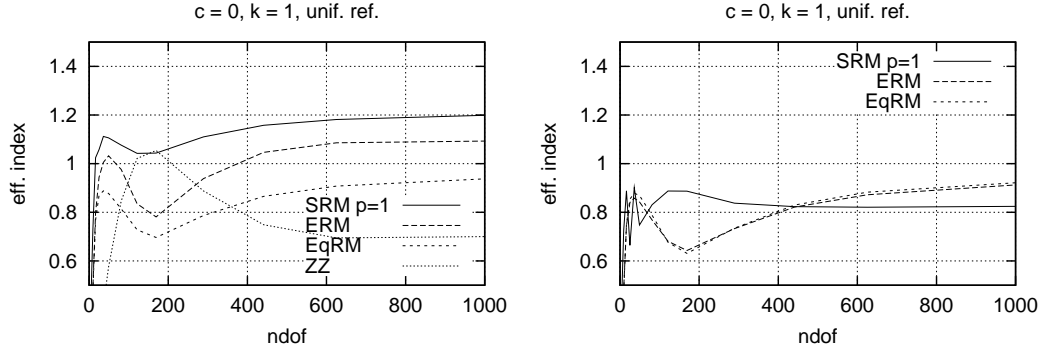 c = 0, k = 1, unif. ref.
1.4
1.2
1
0.8
0.6
eff. index
SRM p=1
ERM
EqRM
ZZ
0 200 400 600 800 1000
ndof
c = 0, k = 1, unif. ref.
1.4
1.2
1
0.8
0.6
eff. index
SRM p=1
ERM
EqRM
0 200 400 600 800 1000
ndof